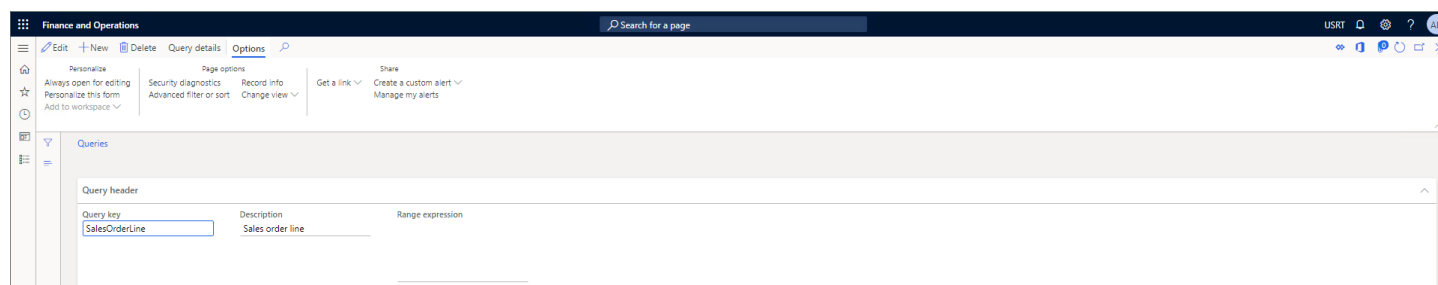 Finance and Operations Search for a page USRT ?
Edit New Delete Query details Options
Personalize Page options Share
Always open for editing Security diagnostics Record info Get a link Create a custom alert
Personalize this form Advanced filter or sort Change view Manage my alerts
Add to workspace
Queries
Query header
Query key Description Range expression
SalesOrderLine Sales order line